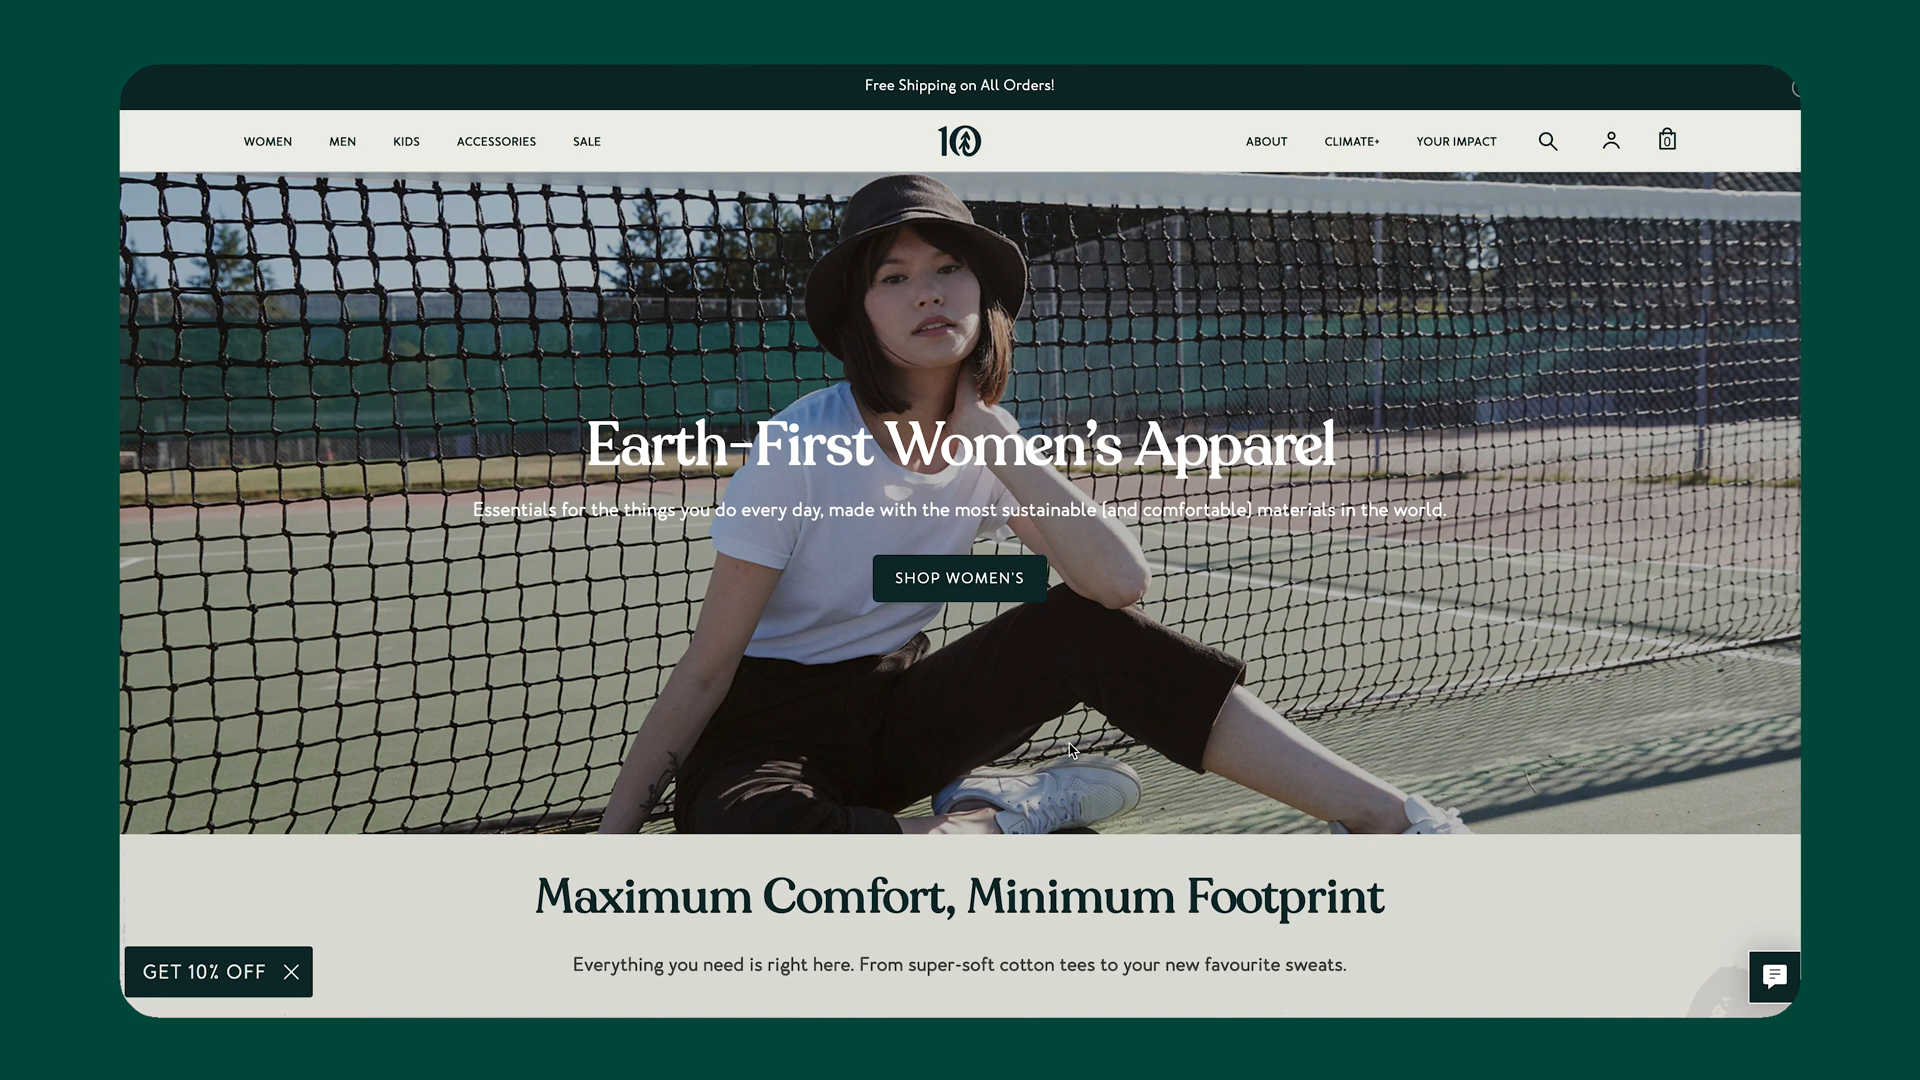 Free Shipping on All Orders!
WOMEN MEN KIDS ACCESSORIES SALE
10
ABOUT CLIMATE+ YOUR IMPACT 0
Earth-First Women's Apparel
Essentials for the things you do every day, made with the most sustainable (and comfortable) materials in the world.
SHOP WOMEN'S
Maximum Comfort, Minimum Footprint
Everything you need is right here. From super-soft cotton tees to your new favourite sweats.
GET 10% OFF